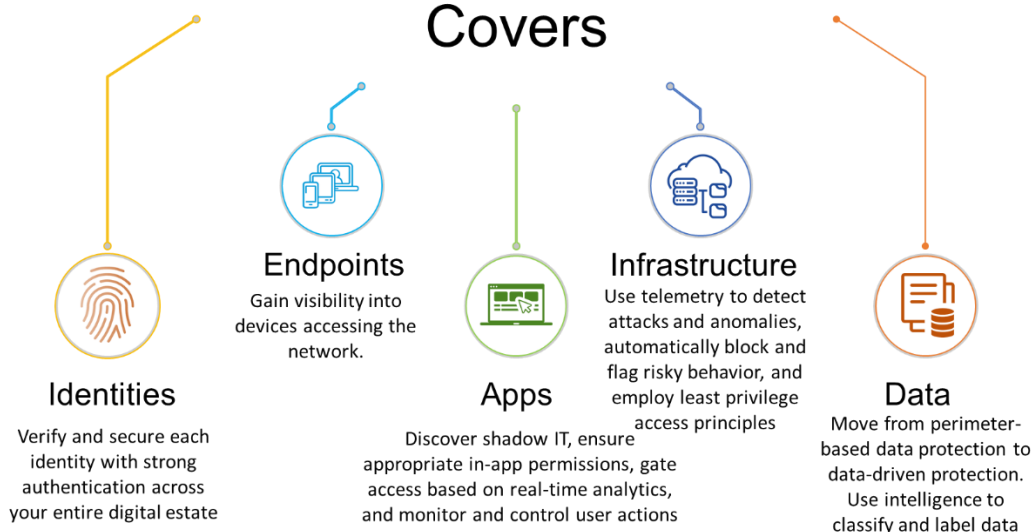 Covers
Identities
Verify and secure each
identity with strong
authentication across
your entire digital estate
Endpoints
Gain visibility into
devices accessing the
network.
Apps
Discover shadow IT, ensure
appropriate in-app permissions, gate
access based on real-time analytics,
and monitor and control user actions
Infrastructure
Use telemetry to detect
attacks and anomalies,
automatically block and
flag risky behavior, and
employ least privilege
access principles
Data
Move from perimeter-
based data protection to
data-driven protection.
Use intelligence to
classify and label data